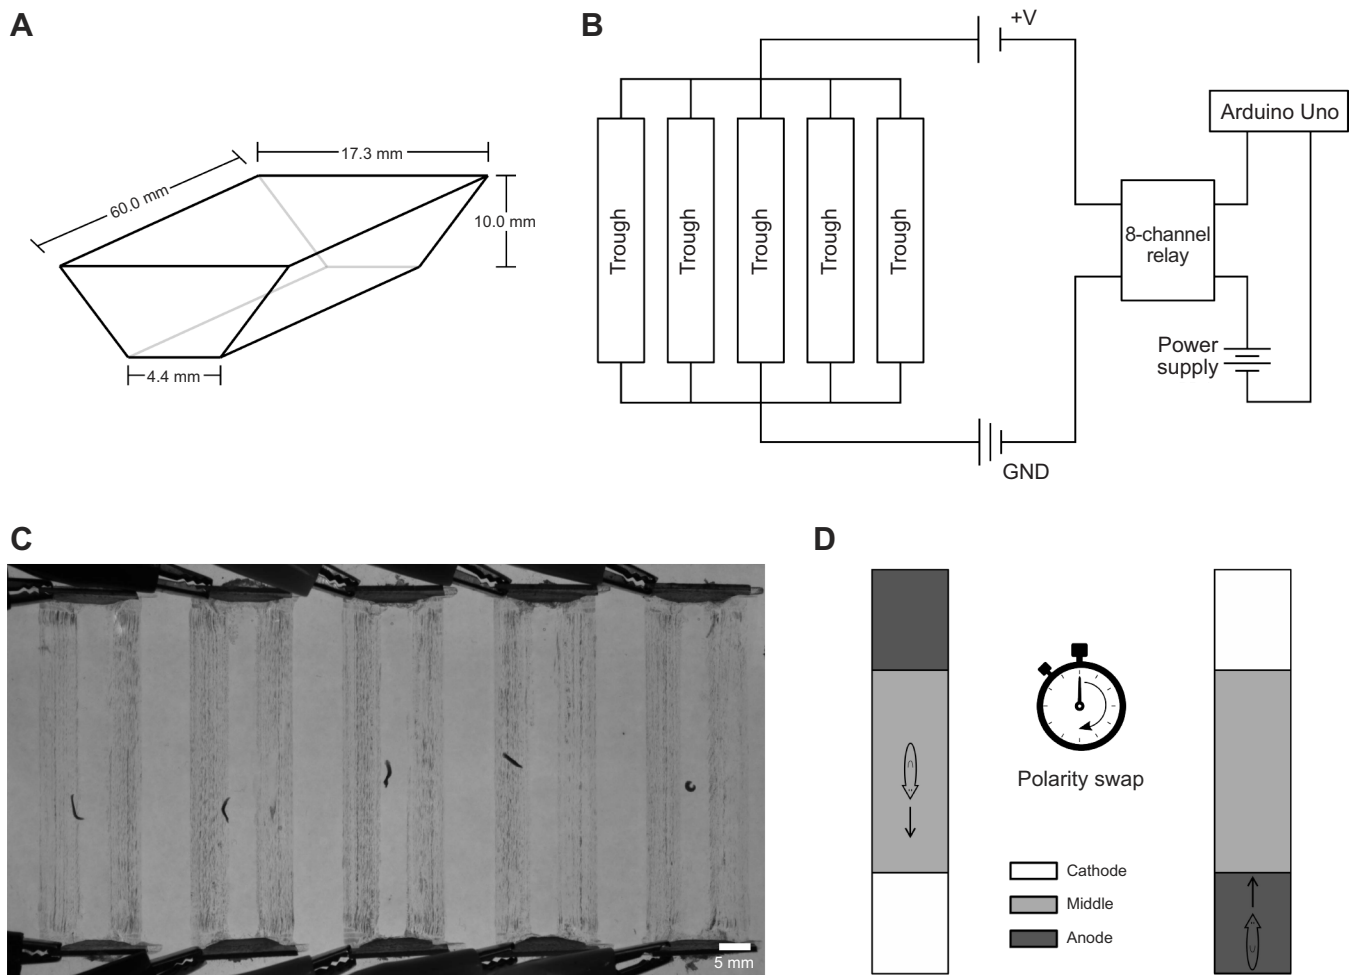 A
60.0 mm
17.3 mm
10.0 mm
4.4 mm
B
+V
Trough
Trough
Trough
Trough
Trough
Arduino Uno
8-channel
relay
Power
supply
GND
C
5 mm
D
Polarity swap
Cathode
Middle
Anode